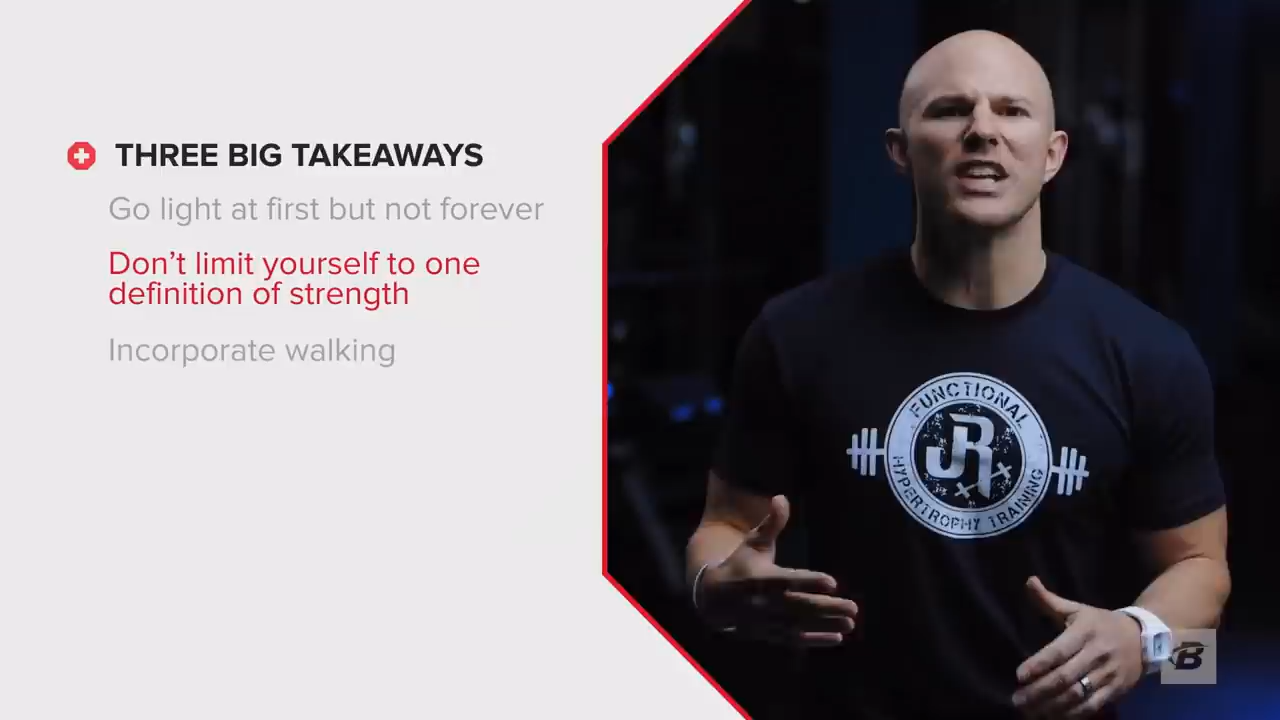 THREE BIG TAKEAWAYS
Go light at first but not forever
Don't limit yourself to one
definition of strength
Incorporate walking
FUNCTIONAL
JR
HYPERTROPHY TRAINING
B